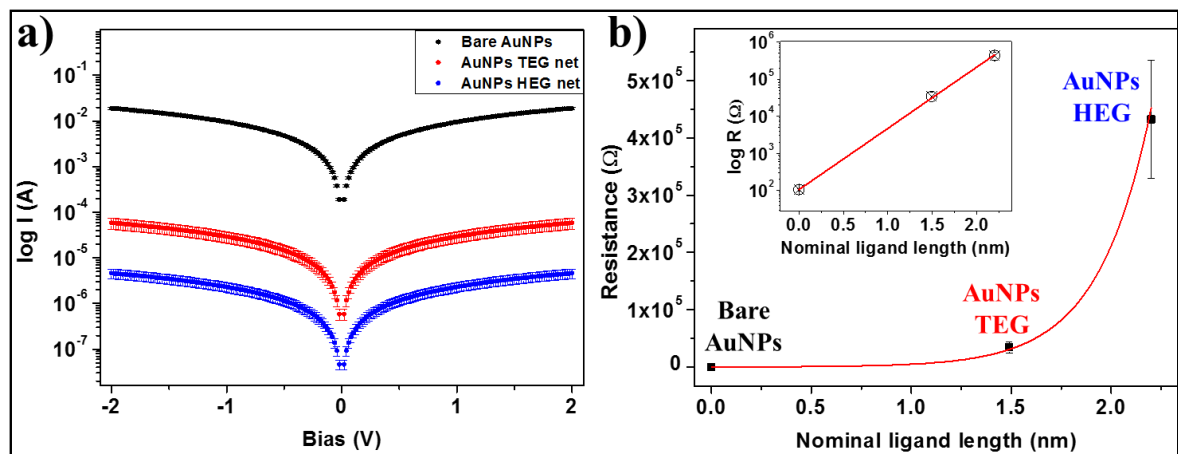 a)
Bare AuNPs
AuNPs TEG net
AuNPs HEG net
log I (A)
10⁻¹
10⁻²
10⁻³
10⁻⁴
10⁻⁵
10⁻⁶
10⁻⁷
-2
-1
0
1
2
Bias (V)
b)
Resistance (Ω)
5x10⁵
4x10⁵
3x10⁵
2x10⁵
1x10⁵
0
0.0
0.5
1.0
1.5
2.0
Nominal ligand length (nm)
log R (Ω)
10⁶
10⁵
10⁴
10³
10²
0.0
0.5
1.0
1.5
2.0
Nominal ligand length (nm)
AuNPs
HEG
AuNPs
TEG
Bare
AuNPs